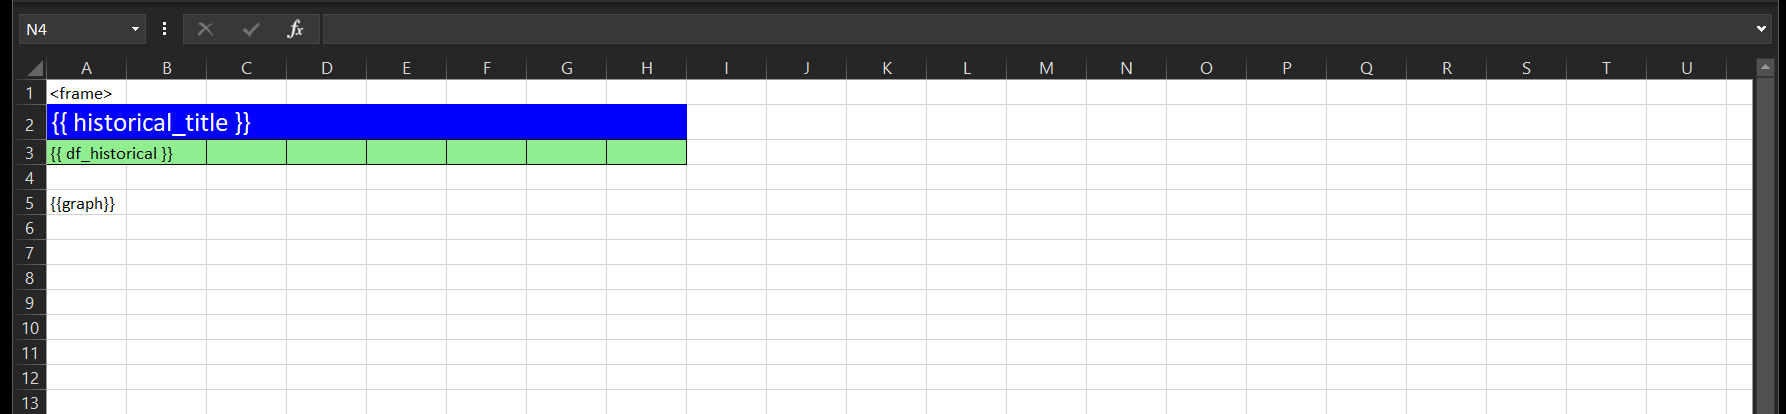 N4
fx
A B C D E F G H I J K L M N O P Q R S T U
1 <frame>
2 {{ historical_title }}
3 {{ df_historical }}
4
5 {{graph}}
6
7
8
9
10
11
12
13